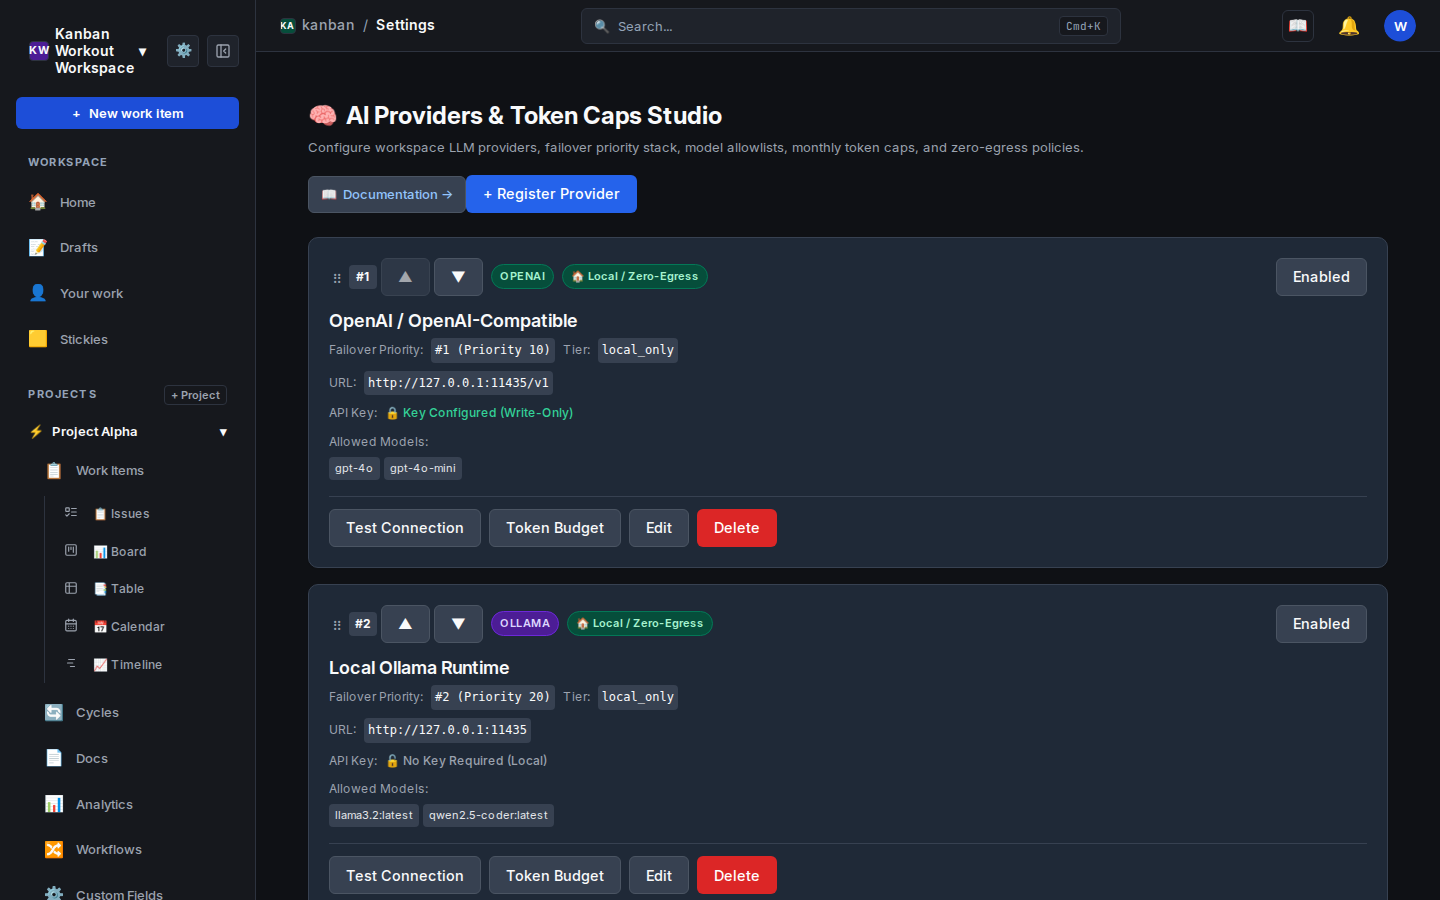 KW Kanban Workout Workspace ▼
+ New work item
WORKSPACE
Home
Drafts
Your work
Stickies
PROJECTS
+ Project
Project Alpha ▼
Work Items
Issues
Board
Table
Calendar
Timeline
Cycles
Docs
Analytics
Workflows
Custom Fields
KA kanban / Settings
Search...
Cmd+K
W
AI Providers & Token Caps Studio
Configure workspace LLM providers, failover priority stack, model allowlists, monthly token caps, and zero-egress policies.
Documentation →
+ Register Provider
#1 ▲ ▼ OPENAI Local / Zero-Egress
Enabled
OpenAI / OpenAI-Compatible
Failover Priority: #1 (Priority 10) Tier: local_only
URL: http://127.0.0.1:11435/v1
API Key: Key Configured (Write-Only)
Allowed Models:
gpt-4o gpt-4o-mini
Test Connection Token Budget Edit Delete
#2 ▲ ▼ OLLAMA Local / Zero-Egress
Enabled
Local Ollama Runtime
Failover Priority: #2 (Priority 20) Tier: local_only
URL: http://127.0.0.1:11435
API Key: No Key Required (Local)
Allowed Models:
llama3.2:latest qwen2.5-coder:latest
Test Connection Token Budget Edit Delete